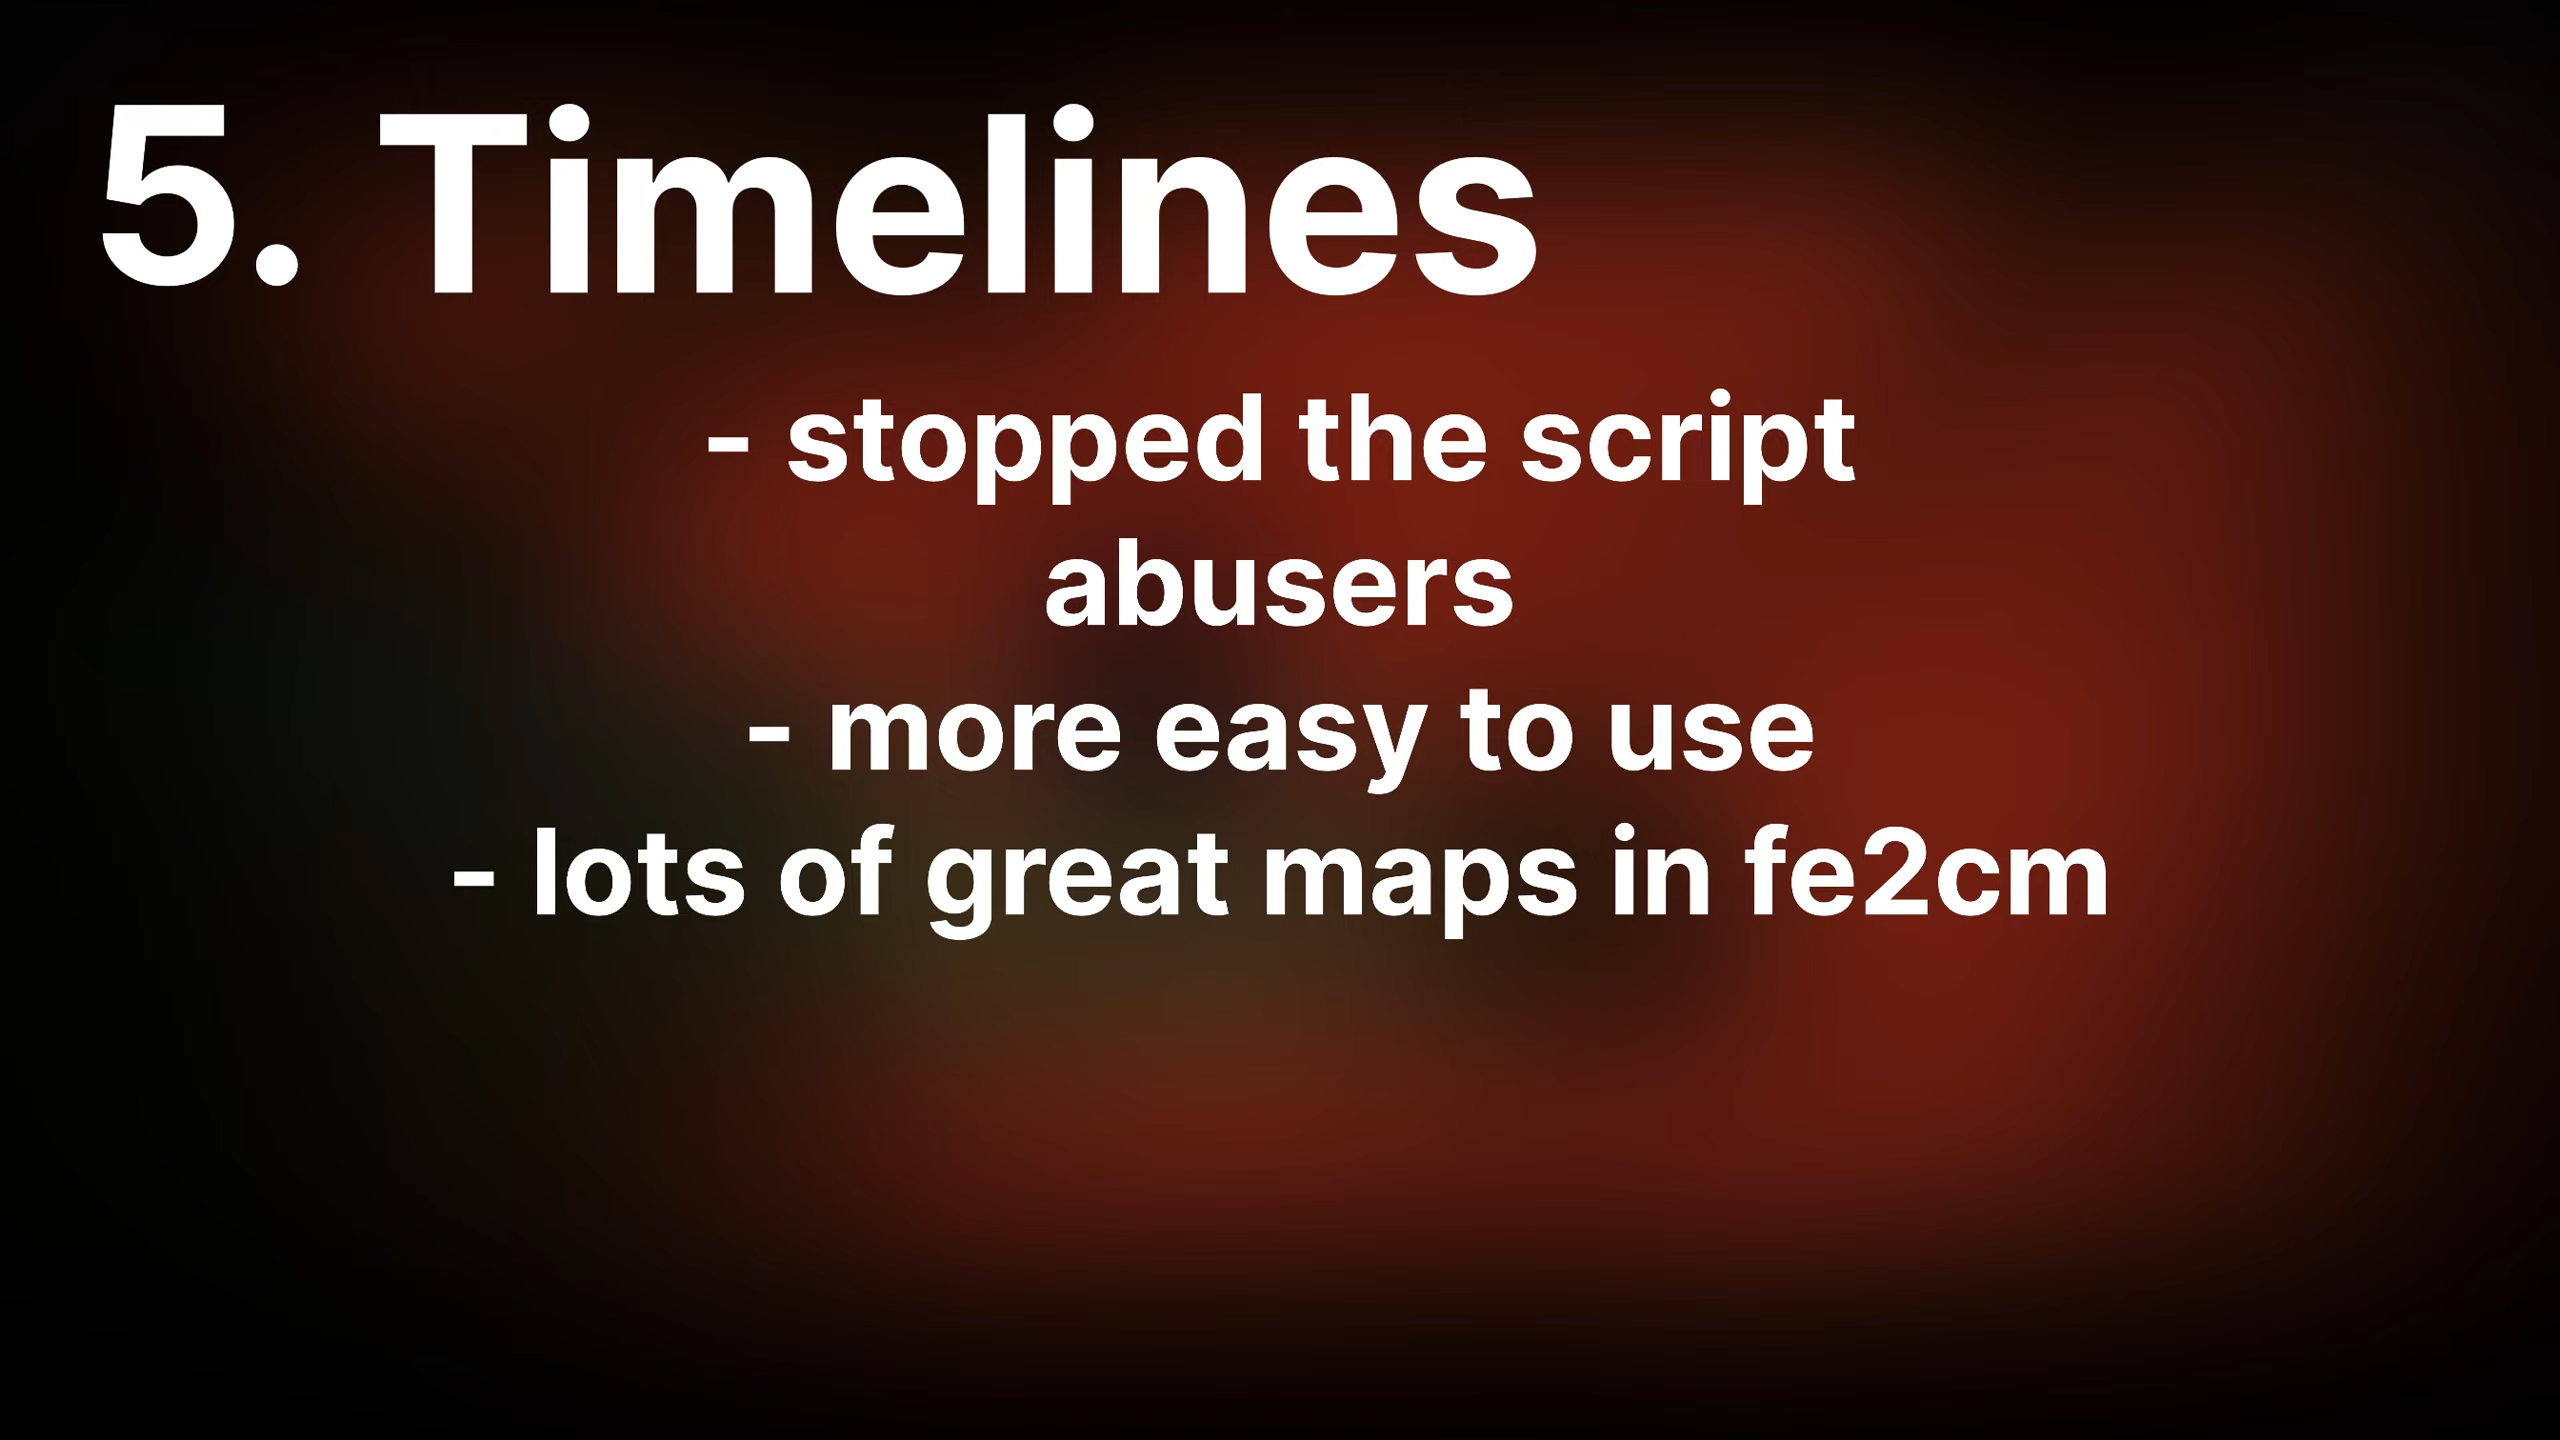 5. Timelines
- stopped the script
abusers
- more easy to use
- lots of great maps in fe2cm